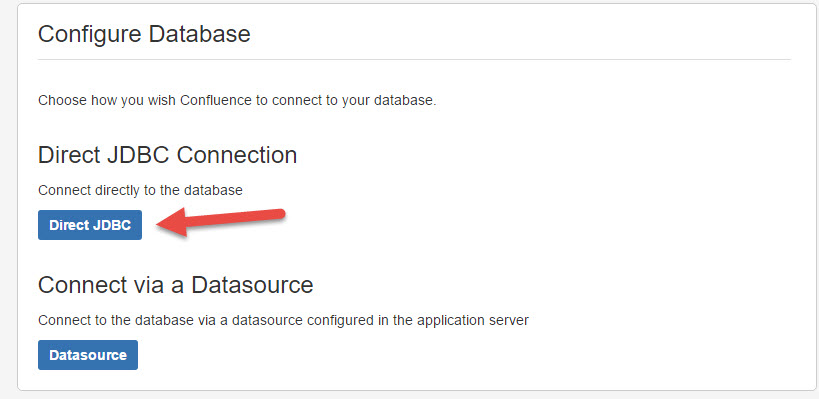 Configure Database
Choose how you wish Confluence to connect to your database.
Direct JDBC Connection
Connect directly to the database
Direct JDBC
Connect via a Datasource
Connect to the database via a datasource configured in the application server
Datasource